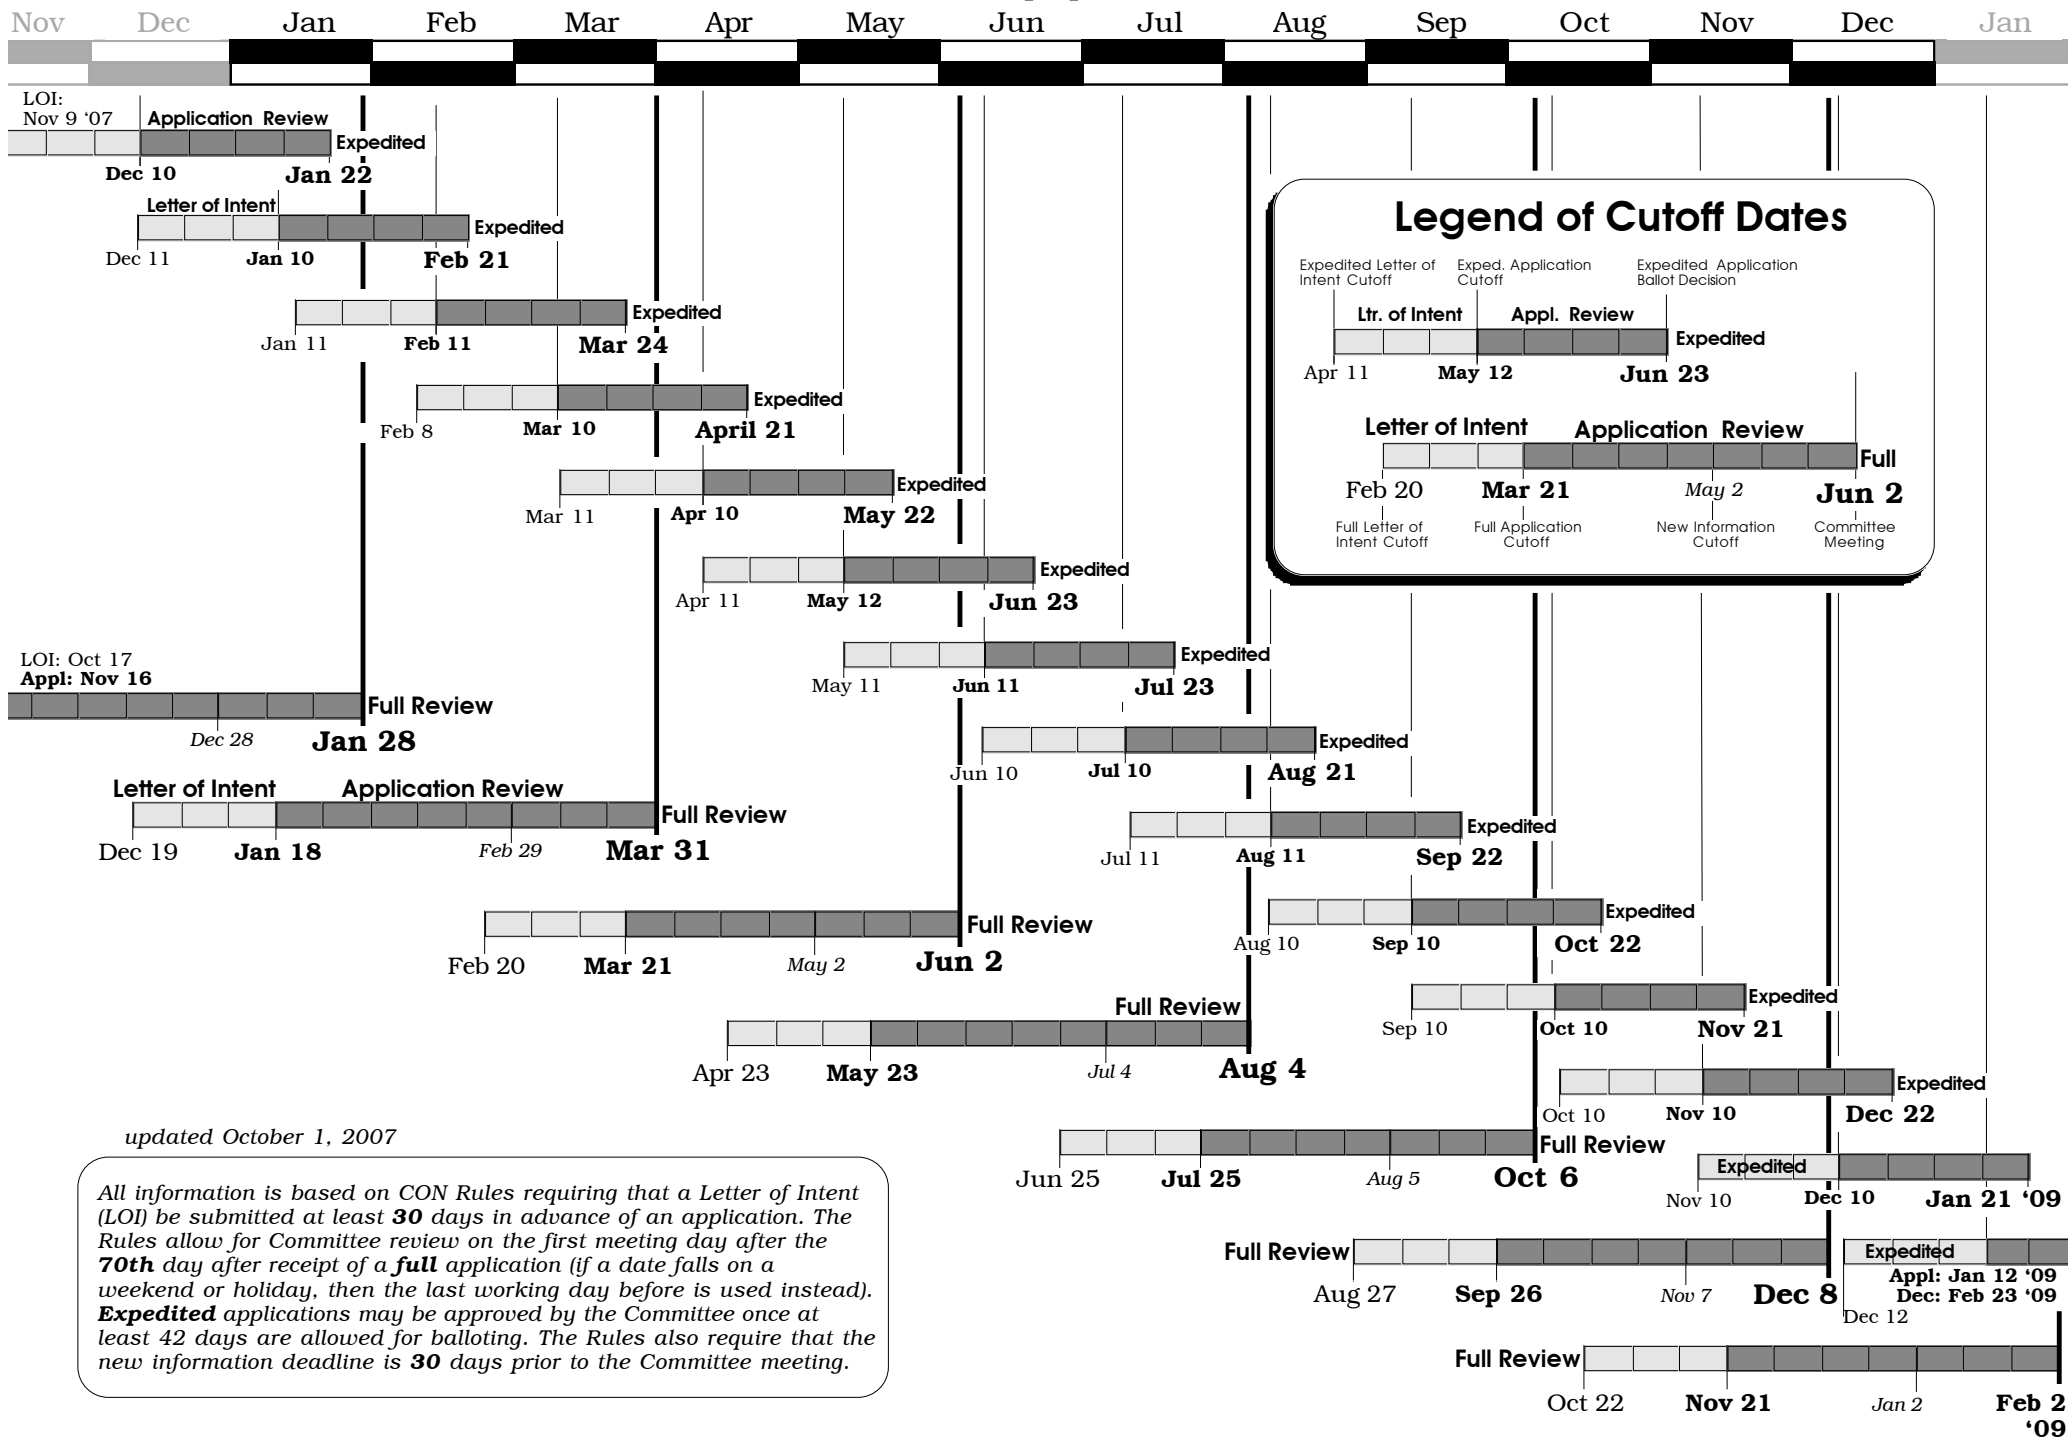 Nov Dec Jan Feb Mar Apr May Jun Jul Aug Sep Oct Nov Dec Jan
LOI:
Nov 9 ‘07
Application Review
Expedited
Dec 10
Jan 22
Letter of Intent
Expedited
Dec 11
Jan 10
Feb 21
Expedited
Jan 11
Feb 11
Mar 24
Expedited
Feb 8
Mar 10
April 21
Expedited
Mar 11
Apr 10
May 22
Expedited
Apr 11
May 12
Jun 23
Expedited
May 11
Jun 11
Jul 23
Expedited
Jun 10
Jul 10
Aug 21
Expedited
Jul 11
Aug 11
Sep 22
Expedited
Aug 10
Sep 10
Oct 22
Expedited
Sep 10
Oct 10
Nov 21
Expedited
Oct 10
Nov 10
Dec 22
Expedited
Nov 10
Dec 10
Jan 21 ‘09
Expedited
Appl: Jan 12 ‘09
Dec: Feb 23 ‘09
Dec 12
Legend of Cutoff Dates
Expedited Letter of
Intent Cutoff
Exped. Application
Cutoff
Expedited Application
Ballot Decision
Ltr. of Intent
Appl. Review
Expedited
Apr 11
May 12
Jun 23
Letter of Intent
Application Review
Full
Feb 20
Mar 21
May 2
Jun 2
Full Letter of
Intent Cutoff
Full Application
Cutoff
New Information
Cutoff
Committee
Meeting
LOI: Oct 17
Appl: Nov 16
Full Review
Dec 28
Jan 28
Letter of Intent
Application Review
Full Review
Dec 19
Jan 18
Feb 29
Mar 31
Full Review
Feb 20
Mar 21
May 2
Jun 2
Full Review
Apr 23
May 23
Jul 4
Aug 4
Full Review
Jun 25
Jul 25
Aug 5
Oct 6
Full Review
Aug 27
Sep 26
Nov 7
Dec 8
Full Review
Oct 22
Nov 21
Jan 2
Feb 2
‘09
updated October 1, 2007
All information is based on CON Rules requiring that a Letter of Intent
(LOI) be submitted at least 30 days in advance of an application. The
Rules allow for Committee review on the first meeting day after the
70th day after receipt of a full application (if a date falls on a
weekend or holiday, then the last working day before is used instead).
Expedited applications may be approved by the Committee once at
least 42 days are allowed for balloting. The Rules also require that the
new information deadline is 30 days prior to the Committee meeting.